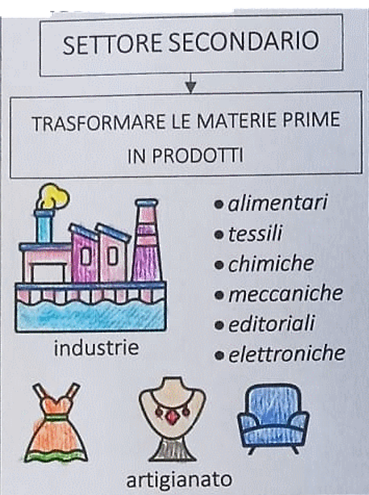 SETTORE SECONDARIO
TRASFORMARE LE MATERIE PRIME
IN PRODOTTI
• alimentari
• tessili
• chimiche
• meccaniche
• editoriali
• elettroniche
industrie
artigianato